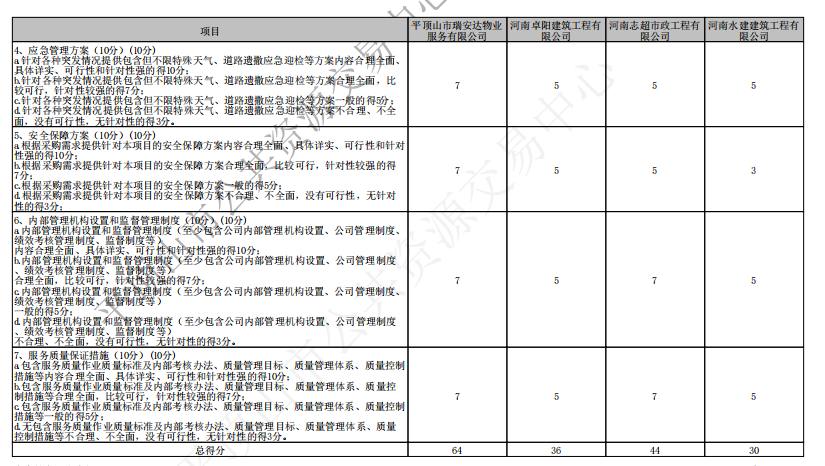 项目
平顶山市瑞安达物业
服务有限公司
河南卓阳建筑工程有
限公司
河南志超市政工程有
限公司
河南水建建筑工程有
限公司
4、应急管理方案（10分）(10分)
a.针对各种突发情况提供包含但不限特殊天气、道路遗撒应急迎检等方案内容合理全面、
具体详实、可行性和针对性强的得10分；
b.针对各种突发情况提供包含但不限特殊天气、道路遗撒应急迎检等方案合理全面，比
较可行，针对性较强的得7分；
c.针对各种突发情况提供包含但不限特殊天气、道路遗撒应急迎检等方案一般的得5分；
d.针对各种突发情况提供包含但不限特殊天气、道路遗撒应急迎检等方案不合理、不全
面，没有可行性，无针对性的得3分。
7
5
5
5
5、安全保障方案（10分）(10分)
a.根据采购需求提供针对本项目的安全保障方案内容合理全面、具体详实、可行性和针对
性强的得10分；
b.根据采购需求提供针对本项目的安全保障方案合理全面，比较可行，针对性较强的得
7分；
c.根据采购需求提供针对本项目的安全保障方案一般的得5分；
d.根据采购需求提供针对本项目的安全保障方案不合理、不全面，没有可行性，无针对
性的得3分；
7
5
5
3
6、内部管理机构设置和监督管理制度（10分）(10分)
a.内部管理机构设置和监督管理制度（至少包含公司内部管理机构设置、公司管理制度、
绩效考核管理制度、监督制度等）
内容合理全面、具体详实、可行性和针对性强的得10分；
b.内部管理机构设置和监督管理制度（至少包含公司内部管理机构设置、公司管理制度
、绩效考核管理制度、监督制度等）
合理全面，比较可行，针对性较强的得7分；
c.内部管理机构设置和监督管理制度（至少包含公司内部管理机构设置、公司管理制度、
绩效考核管理制度、监督制度等）
一般的得5分；
d.内部管理机构设置和监督管理制度（至少包含公司内部管理机构设置、公司管理制度
、绩效考核管理制度、监督制度等）
不合理、不全面，没有可行性，无针对性的得3分。
7
5
7
5
7、服务质量保证措施（10分）(10分)
a.包含服务质量作业质量标准及内部考核办法、质量管理目标、质量管理体系、质量控制
措施等内容合理全面、具体详实、可行性和针对性强的得10分；
b.包含服务质量作业质量标准及内部考核办法、质量管理目标、质量管理体系、质量控
制措施等合理全面，比较可行，针对性较强的得7分；
c.包含服务质量作业质量标准及内部考核办法、质量管理目标、质量管理体系、质量控制
措施等一般的得5分；
d.无包含服务质量作业质量标准及内部考核办法、质量管理目标、质量管理体系、质量
控制措施等不合理、不全面，没有可行性，无针对性的得3分。
7
5
7
5
总得分
64
36
44
30
平顶山市公共资源交易中心